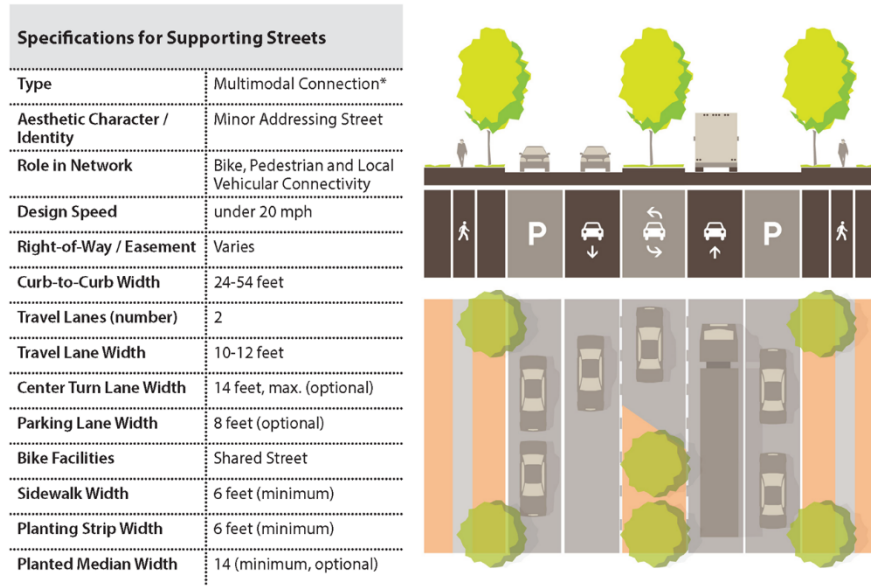 Specifications for Supporting Streets
Type Multimodal Connection*
Aesthetic Character / Minor Addressing Street
Identity
Role in Network Bike, Pedestrian and Local
Vehicular Connectivity
Design Speed under 20 mph
Right-of-Way / Easement Varies
Curb-to-Curb Width 24-54 feet
Travel Lanes (number) 2
Travel Lane Width 10-12 feet
Center Turn Lane Width 14 feet, max. (optional)
Parking Lane Width 8 feet (optional)
Bike Facilities Shared Street
Sidewalk Width 6 feet (minimum)
Planting Strip Width 6 feet (minimum)
Planted Median Width 14 (minimum, optional)
P P